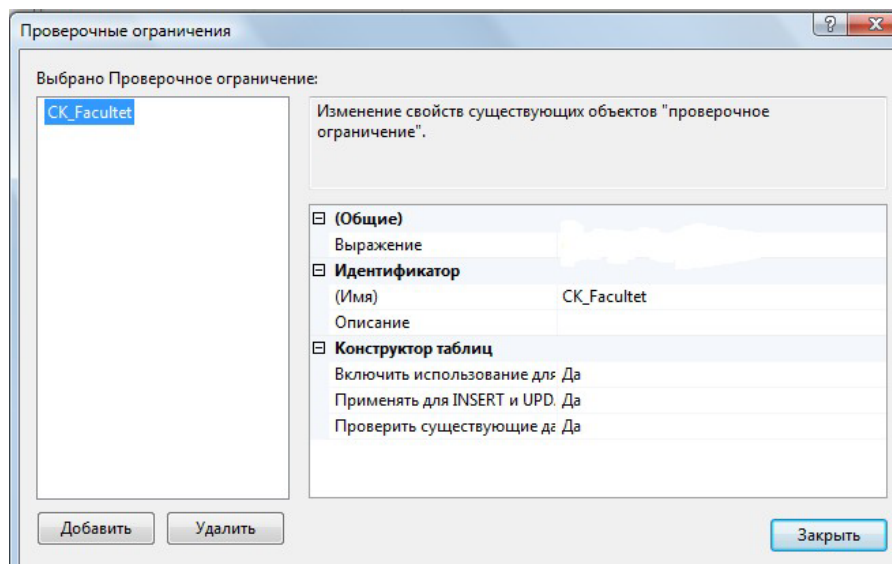 Проверочные ограничения
Выбрано Проверочное ограничение:
CK_Facultet
Изменение свойств существующих объектов "проверочное
ограничение".
(Общие)
Выражение
Идентификатор
(Имя) CK_Facultet
Описание
Конструктор таблиц
Включить использование для Да
Применять для INSERT и UPD. Да
Проверить существующие да Да
Добавить Удалить
Закрыть